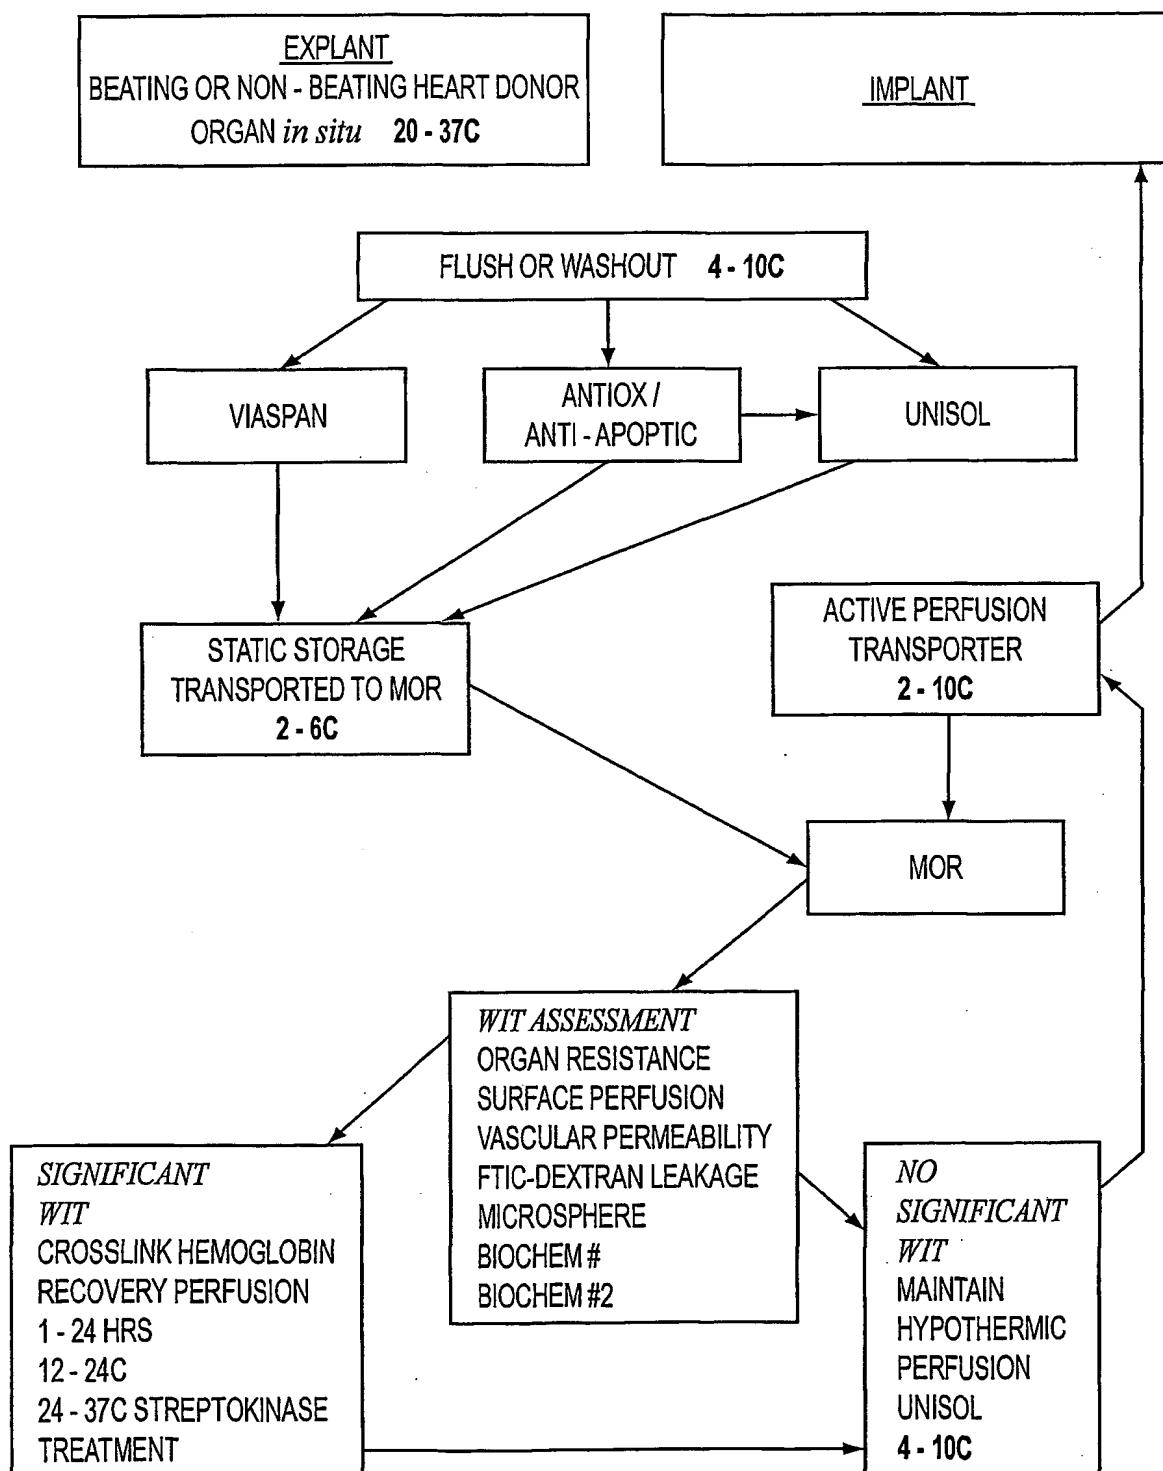 EXPLANT
BEATING OR NON - BEATING HEART DONOR
ORGAN in situ 20 - 37C
IMPLANT
FLUSH OR WASHOUT 4 - 10C
VIASPAN
ANTIOX /
ANTI - APOPTIC
UNISOL
STATIC STORAGE
TRANSPORTED TO MOR
2 - 6C
ACTIVE PERFUSION
TRANSPORTER
2 - 10C
MOR
WIT ASSESSMENT
ORGAN RESISTANCE
SURFACE PERFUSION
VASCULAR PERMEABILITY
FTIC-DEXTRAN LEAKAGE
MICROSPHERE
BIOCHEM #
BIOCHEM #2
SIGNIFICANT
WIT
CROSSLINK HEMOGLOBIN
RECOVERY PERFUSION
1 - 24 HRS
12 - 24C
24 - 37C STREPTOKINASE
TREATMENT
NO
SIGNIFICANT
WIT
MAINTAIN
HYPOTHERMIC
PERFUSION
UNISOL
4 - 10C